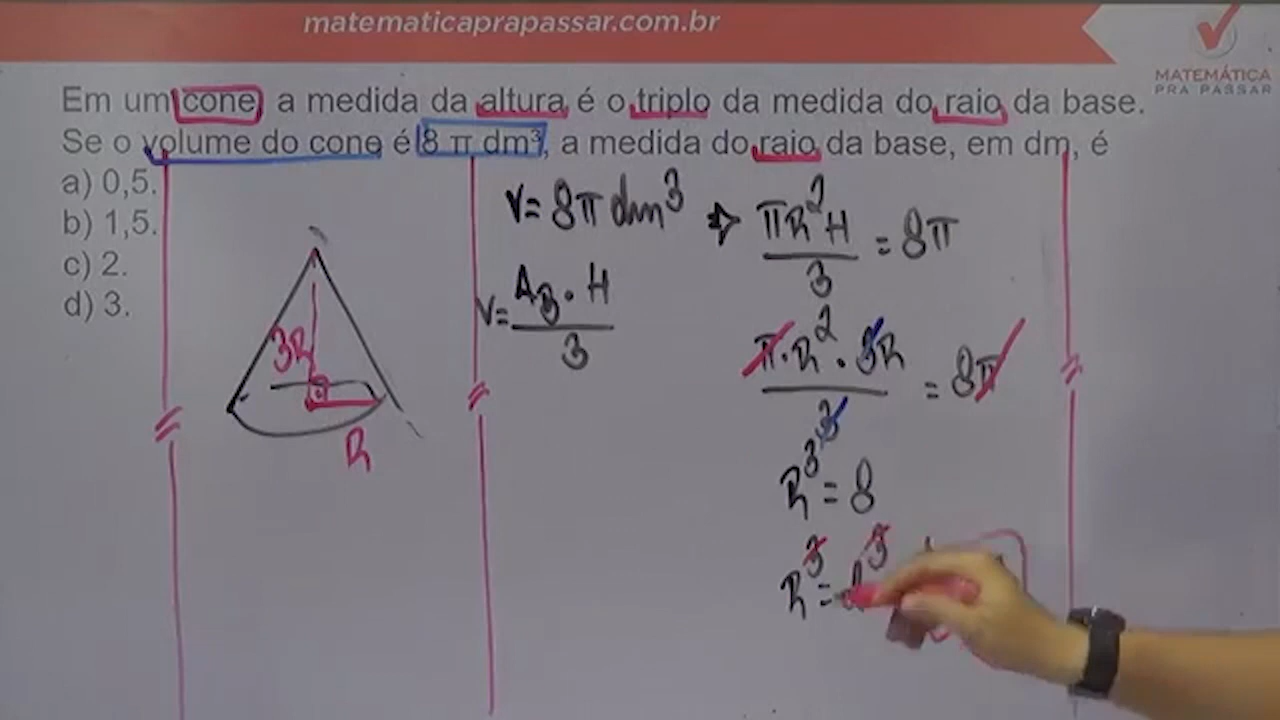 matematicaprapassar.com.br
MATEMÁTICA
PRA PASSAR
Em um cone, a medida da altura é o triplo da medida do raio da base.
Se o volume do cone é 8 π dm³, a medida do raio da base, em dm, é
a) 0,5.
b) 1,5.
c) 2.
d) 3.
3R
R
V = 8π dm³
V = AB . H / 3
⇒ πR²H / 3 = 8π
π . R² . 3R / 3 = 8π
R³ = 8
R³ =